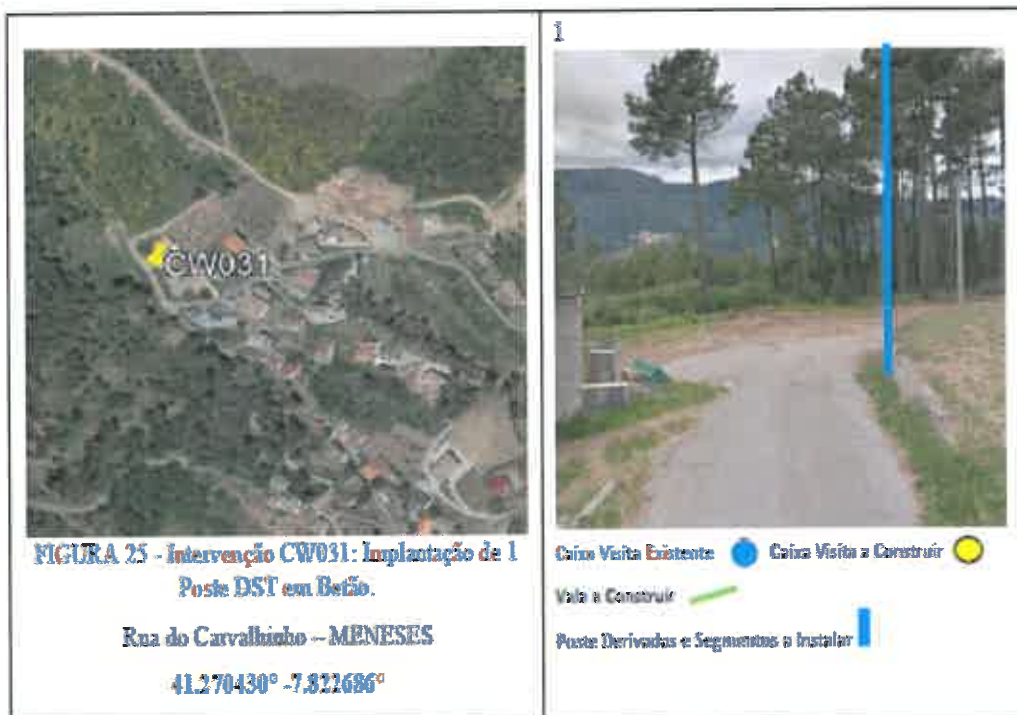 CW031
FIGURA 25 - Intervenção CW031: Implantação de 1
Poste DST em Betão.
Rua do Carvalhinho – MENESES
41.270430° -7.822686°
1
Caixa Visita Existente Caixa Visita a Construir
Vala a Construir
Poste Derivadas e Segmentos a Instalar